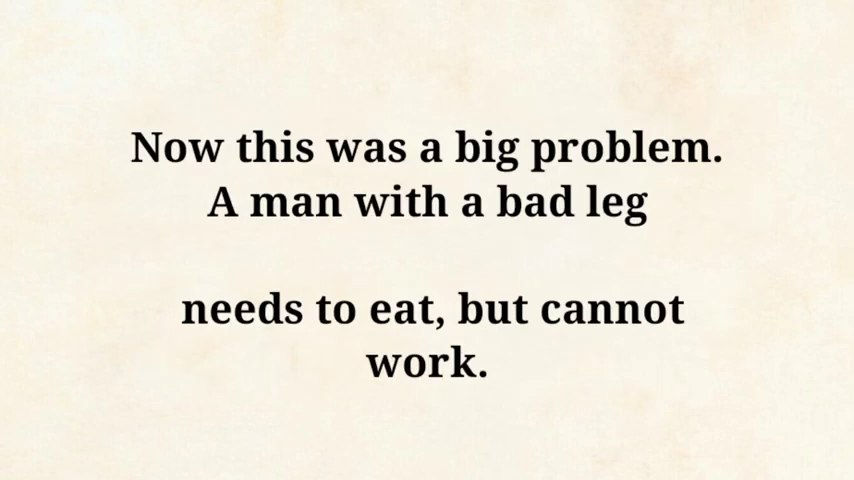 Now this was a big problem.
A man with a bad leg
needs to eat, but cannot
work.